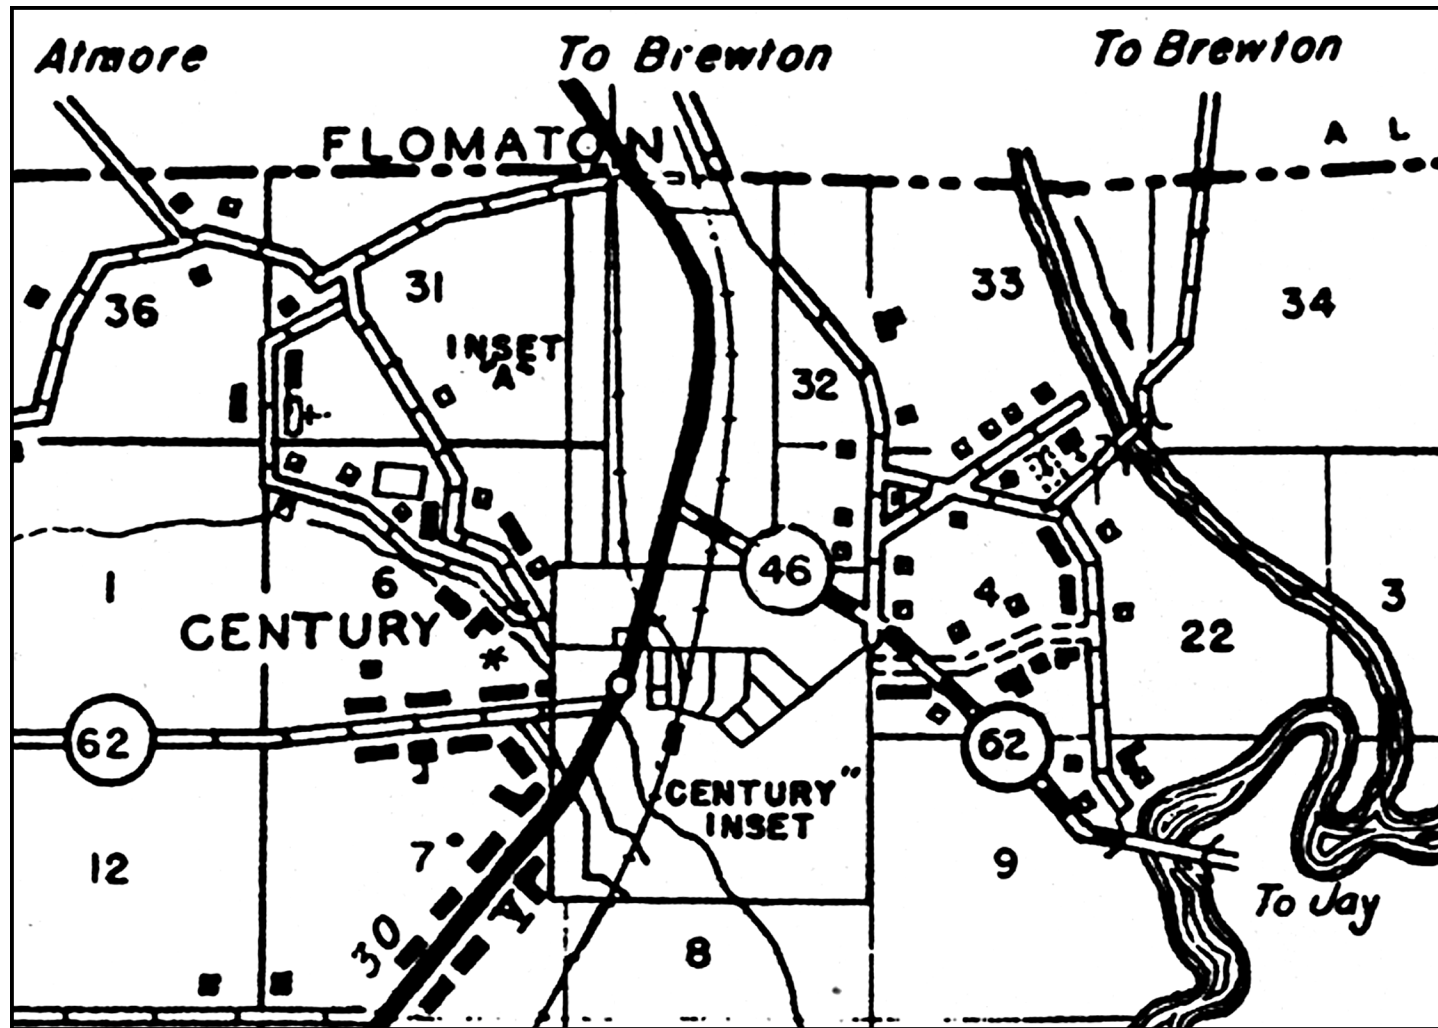 Atmore
To Brewton
To Brewton
FLOMATON
A L
36
31
33
34
INSET
"A"
32
1
6
46
4
3
CENTURY
22
62
62
"CENTURY"
INSET
12
7
9
30
8
To Jay